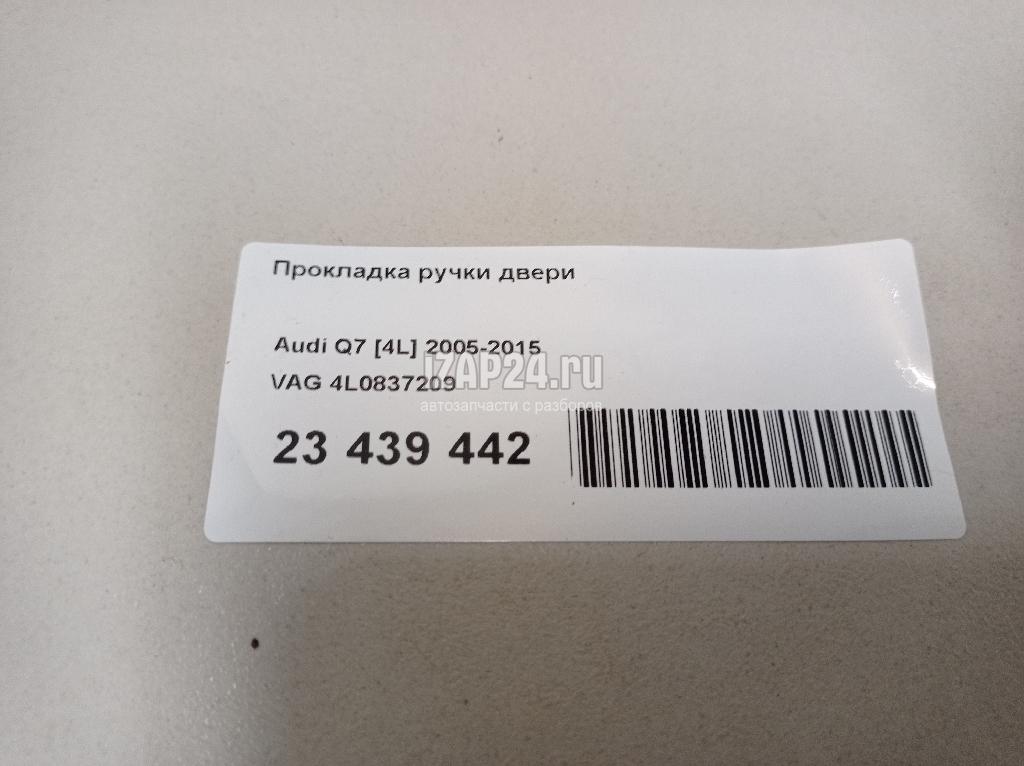 Прокладка ручки двери
Audi Q7 [4L] 2005-2015
iZAP24.ru
VAG 4L0837209
автозапчасти с разборов
23 439 442